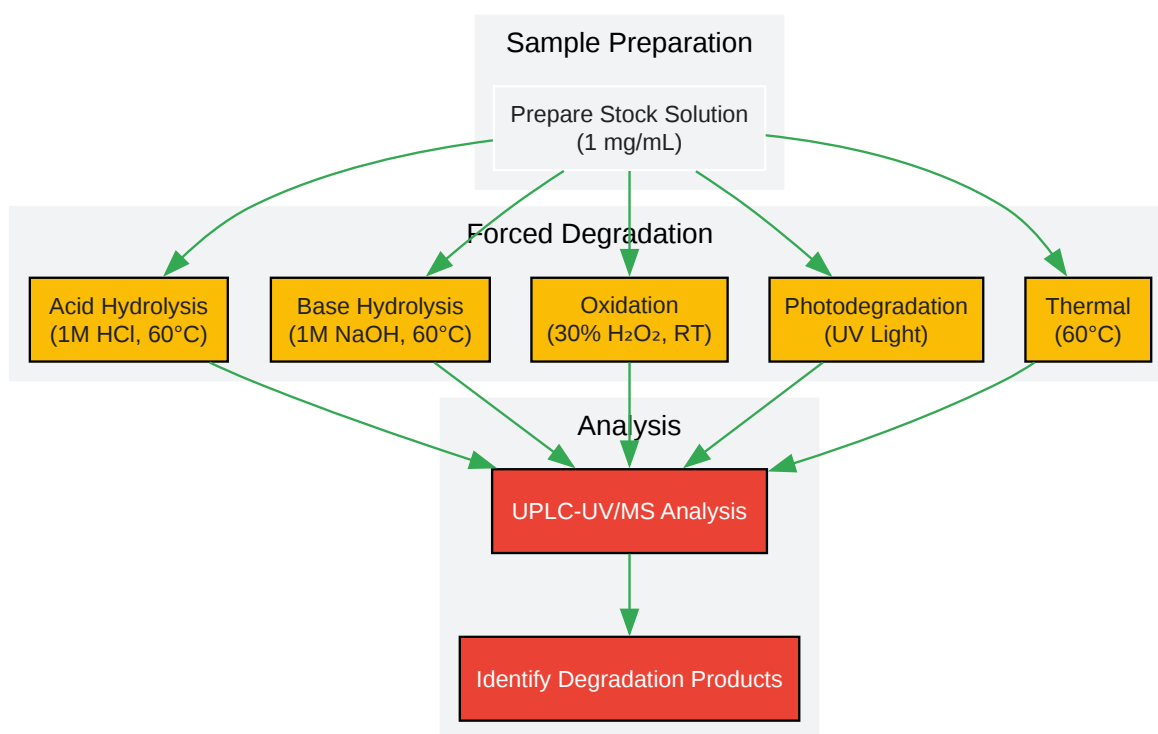 Sample Preparation
Prepare Stock Solution
(1 mg/mL)
Forced Degradation
Acid Hydrolysis
(1M HCl, 60°C)
Base Hydrolysis
(1M NaOH, 60°C)
Oxidation
(30% H₂O₂, RT)
Photodegradation
(UV Light)
Thermal
(60°C)
Analysis
UPLC-UV/MS Analysis
Identify Degradation Products